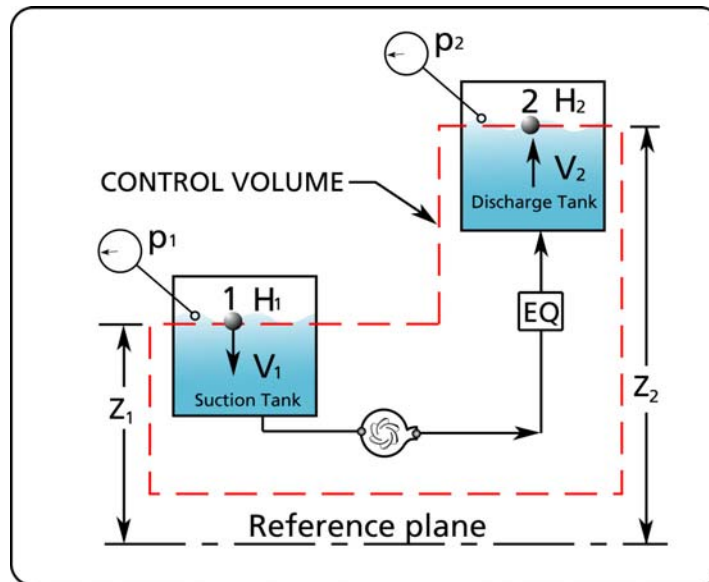 p₂
2 H₂
CONTROL VOLUME
V₂
Discharge Tank
p₁
1 H₁
EQ
V₁
Suction Tank
Z₁
Z₂
Reference plane